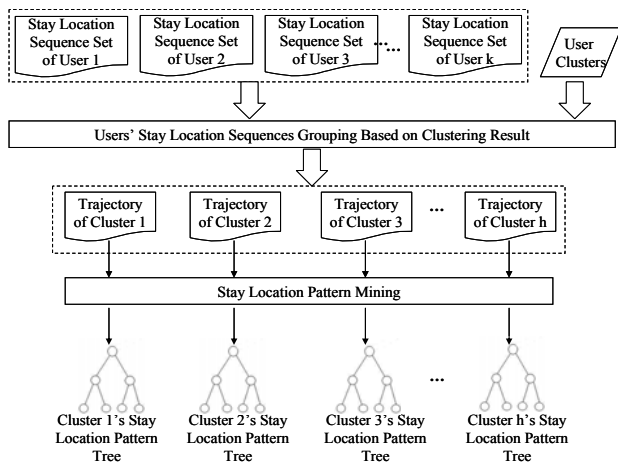 Stay Location
Sequence Set
of User 1
Stay Location
Sequence Set
of User 2
Stay Location
Sequence Set
of User 3
... ...
Stay Location
Sequence Set
of User k
User
Clusters
Users' Stay Location Sequences Grouping Based on Clustering Result
Trajectory
of Cluster 1
Trajectory
of Cluster 2
Trajectory
of Cluster 3
...
Trajectory
of Cluster h
Stay Location Pattern Mining
...
Cluster 1's Stay
Location Pattern
Tree
Cluster 2's Stay
Location Pattern
Tree
Cluster 3's Stay
Location Pattern
Tree
Cluster h's Stay
Location Pattern
Tree